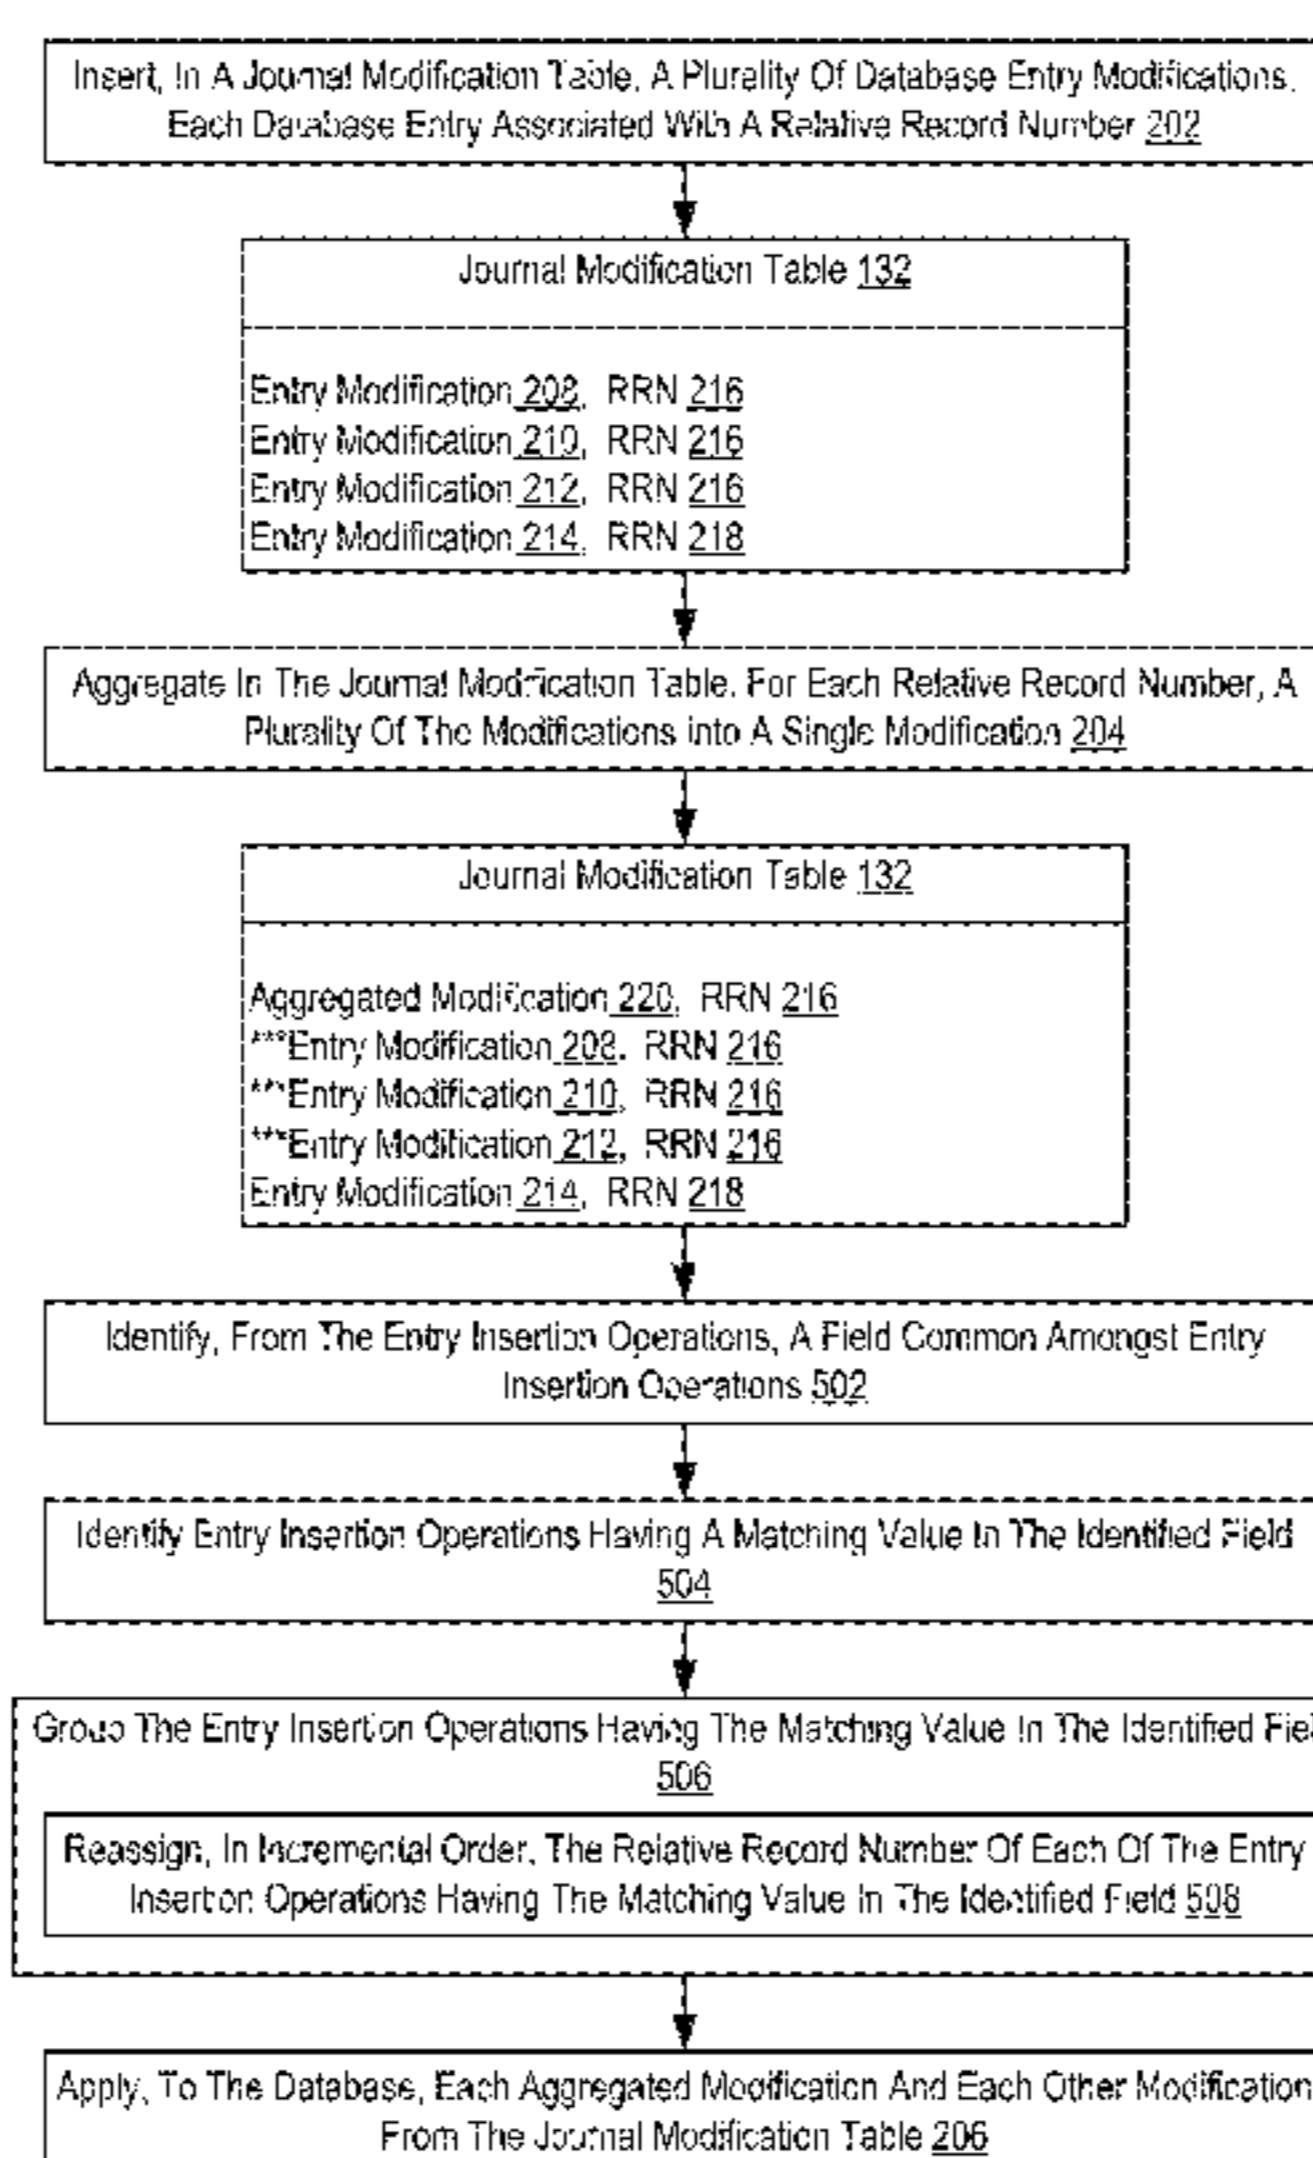 Insert, In A Journal Modification Table, A Plurality Of Database Entry Modifications,
Each Database Entry Associated With A Relative Record Number 202
Journal Modification Table 132
Entry Modification 208, RRN 216
Entry Modification 210, RRN 216
Entry Modification 212, RRN 216
Entry Modification 214, RRN 218
Aggregate In The Journal Modification Table, For Each Relative Record Number, A
Plurality Of The Modifications into A Single Modification 204
Journal Modification Table 132
Aggregated Modification 220, RRN 216
***Entry Modification 208, RRN 216
***Entry Modification 210, RRN 216
***Entry Modification 212, RRN 216
Entry Modification 214, RRN 218
Identify, From The Entry Insertion Operations, A Field Common Amongst Entry
Insertion Operations 502
Identify Entry Insertion Operations Having A Matching Value In The Identified Field
504
Group The Entry Insertion Operations Having The Matching Value In The Identified
506
Reassign, In Incremental Order, The Relative Record Number Of Each Of The Entry
Insertion Operations Having The Matching Value In The Identified Field 508
Apply, To The Database, Each Aggregated Modification And Each Other Modification
From The Journal Modification Table 206